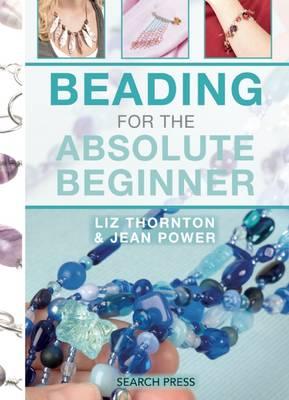 BEADING
FOR THE
ABSOLUTE
BEGINNER
LIZ THORNTON
& JEAN POWER
SEARCH PRESS